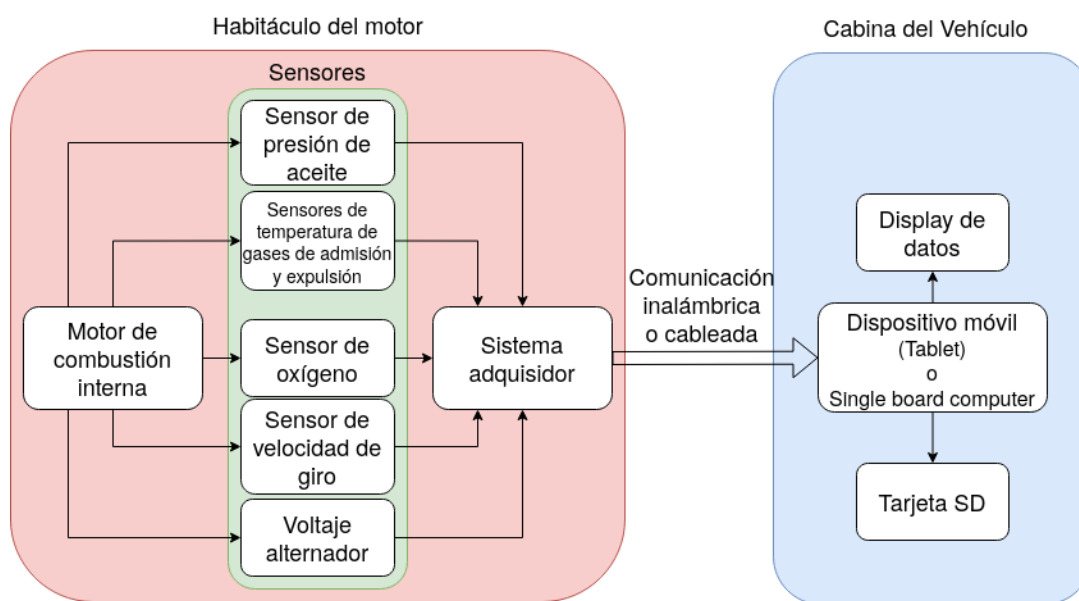 Habitáculo del motor
Cabina del Vehículo
Sensores
Sensor de
presión de
aceite
Sensores de
temperatura de
gases de admisión
y expulsión
Motor de
combustión
interna
Sensor de
oxígeno
Sensor de
velocidad de
giro
Voltaje
alternador
Sistema
adquisidor
Comunicación
inalámbrica
o cableada
Display de
datos
Dispositivo móvil
(Tablet)
o
Single board computer
Tarjeta SD